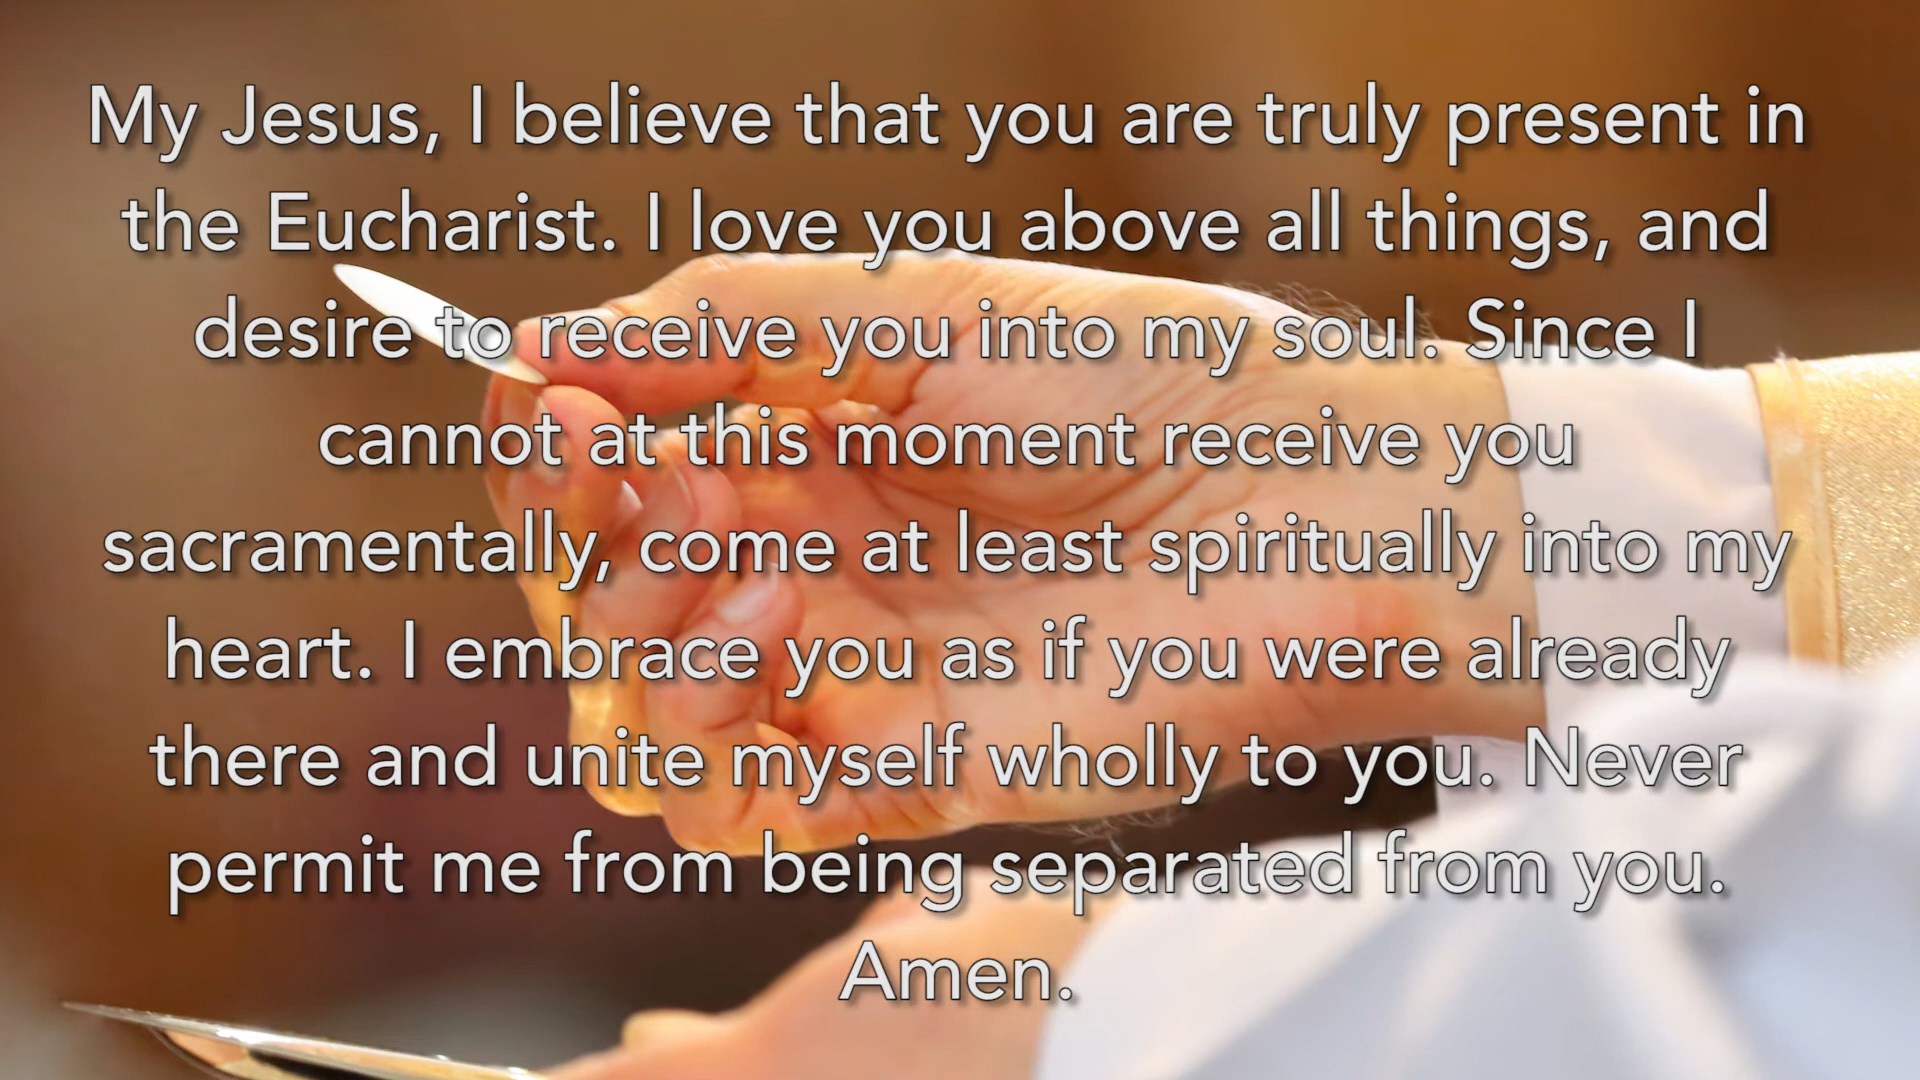 My Jesus, I believe that you are truly present in
the Eucharist. I love you above all things, and
desire to receive you into my soul. Since I
cannot at this moment receive you
sacramentally, come at least spiritually into my
heart. I embrace you as if you were already
there and unite myself wholly to you. Never
permit me from being separated from you.
Amen.